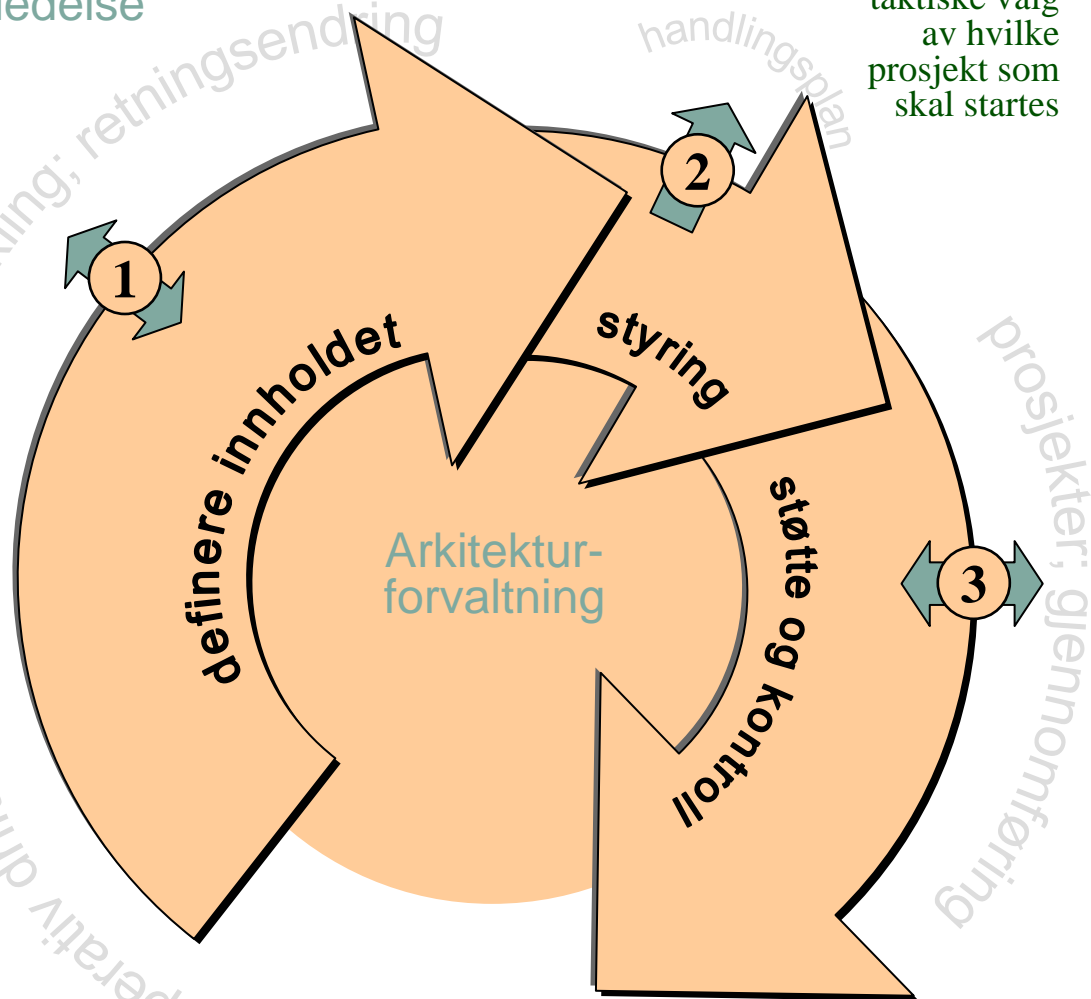 retningsendring
handlingsplan
av hvilke
prosjekt som
skal startes
1
2
styring
definere innholdet
Arkitektur-
forvaltning
støtte og kontroll
3
prosjekter; gjennomføring